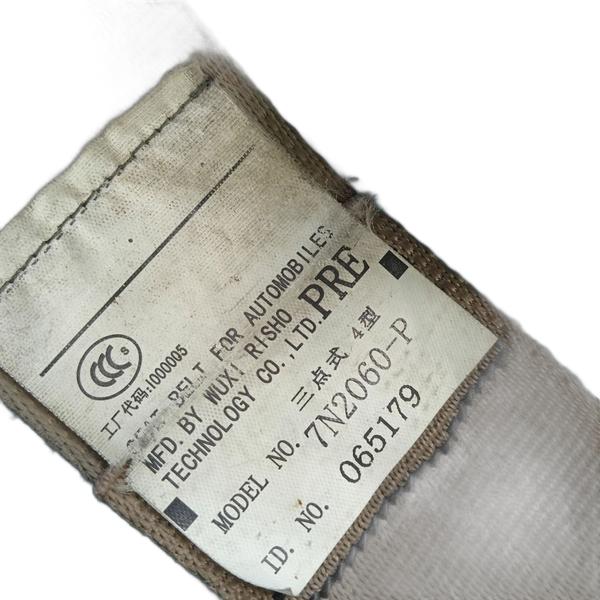 CCC S
工厂代码:I000005
SEAT BELT FOR AUTOMOBILES
MFD. BY WUXI RISHO
TECHNOLOGY CO.,LTD. PRE
三点式 4型
MODEL NO. 7N2060-P
ID. NO. 065179